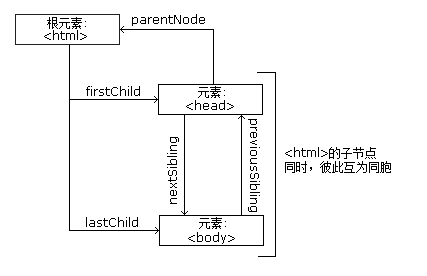 根元素:
<html>
parentNode
firstChild
元素:
<head>
nextSibling
previousSibling
<html>的子节点
同时，彼此互为同胞
lastChild
元素:
<body>